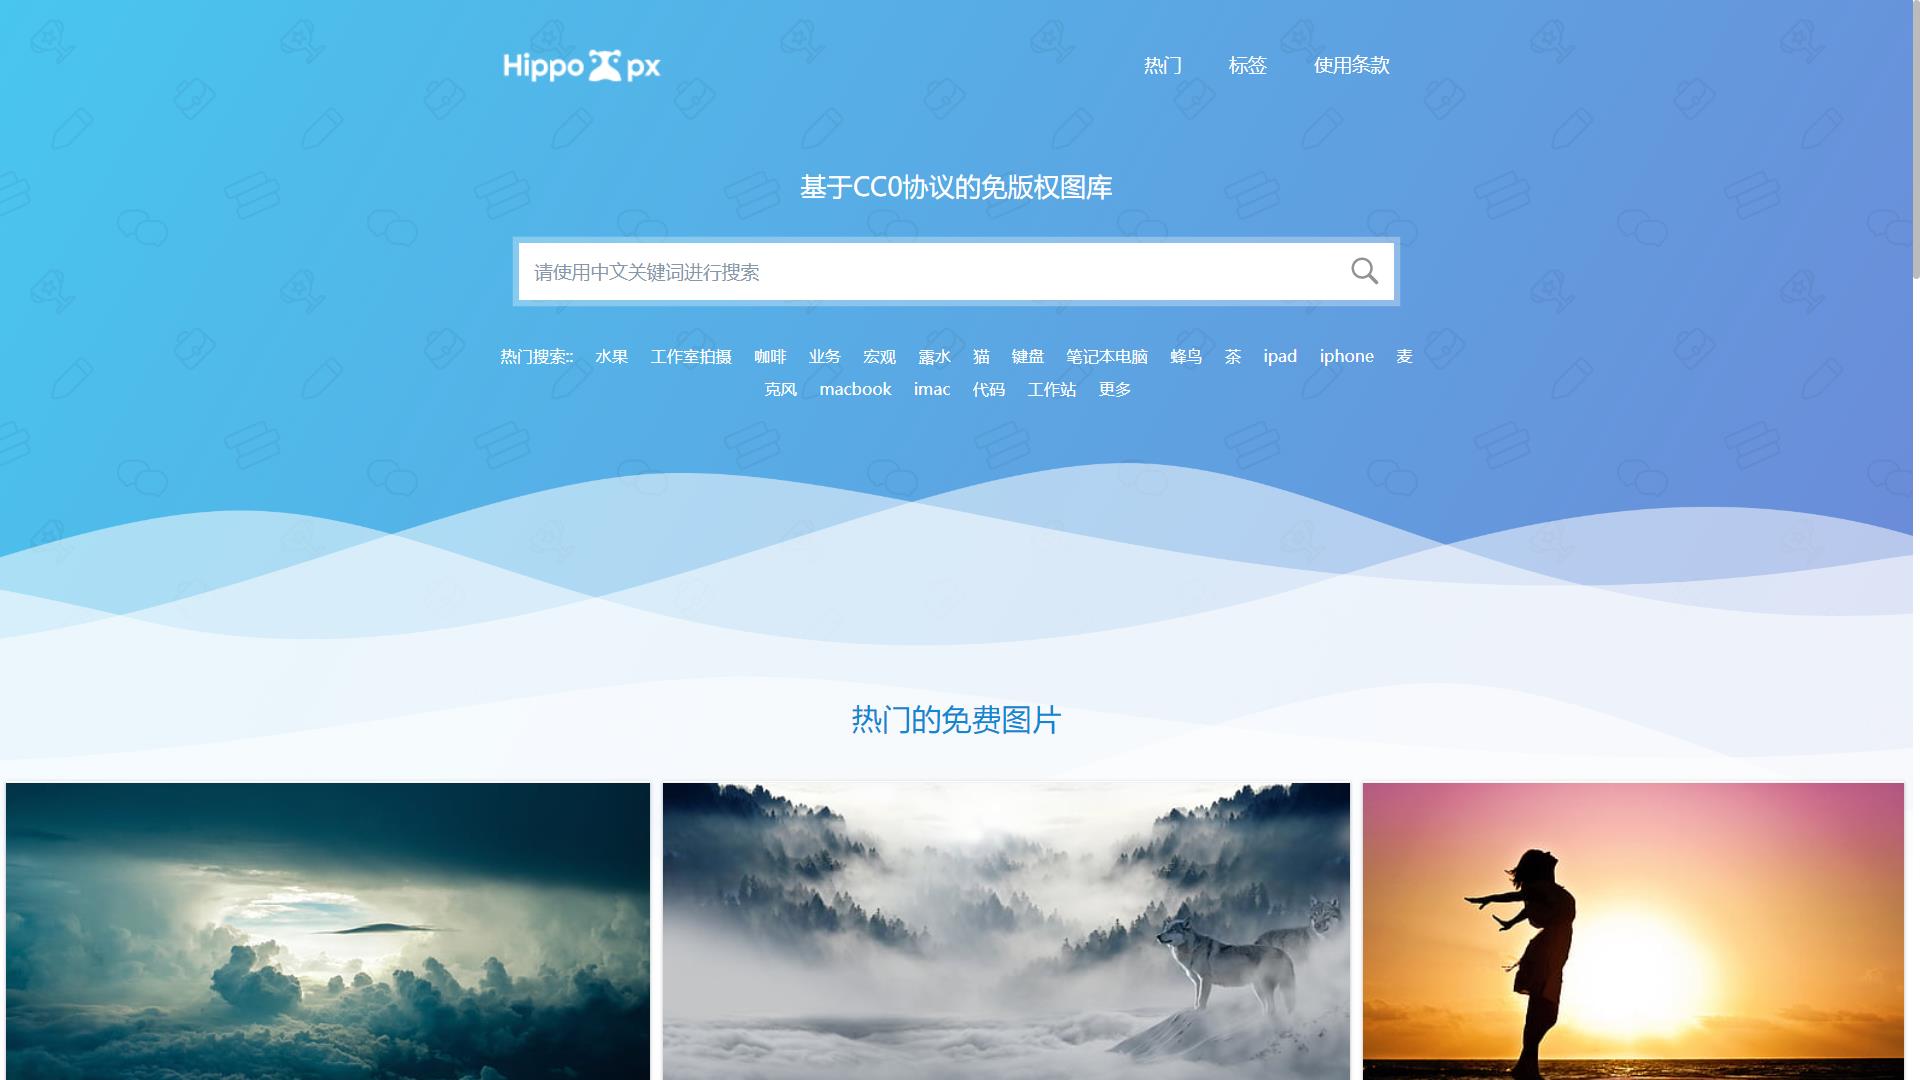 Hippo px
热门 标签 使用条款
基于CC0协议的免版权图库
请使用中文关键词进行搜索
热门搜索:: 水果 工作室拍摄 咖啡 业务 宏观 露水 猫 键盘 笔记本电脑 蜂鸟 茶 ipad iphone 麦
克风 macbook imac 代码 工作站 更多
热门的免费图片